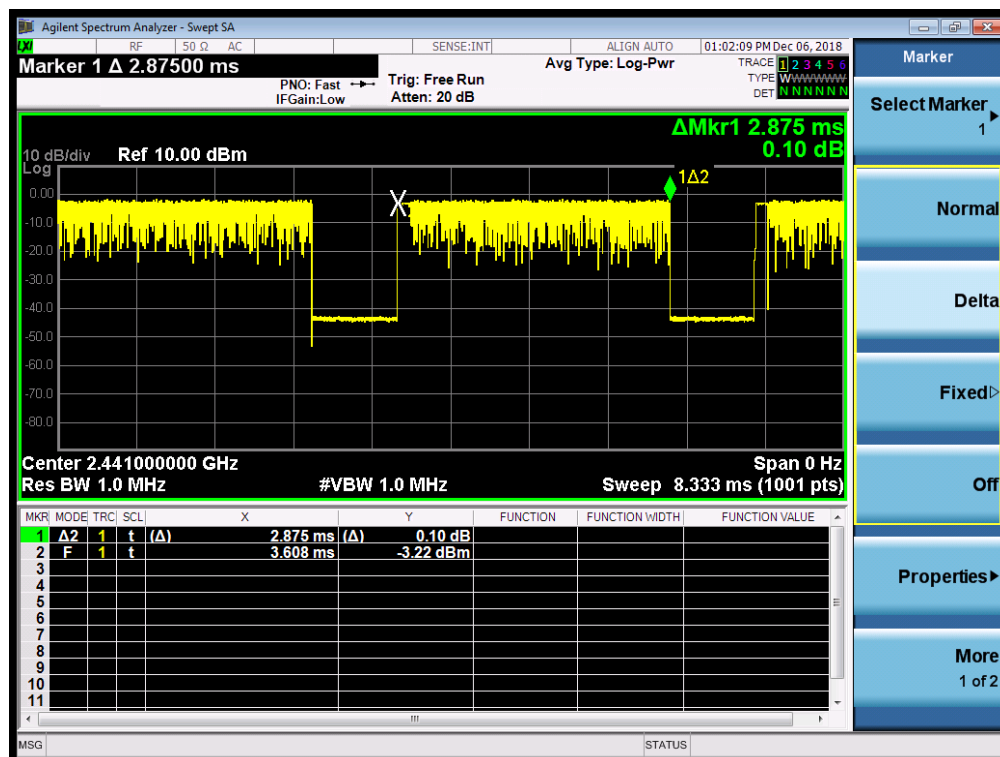 Agilent Spectrum Analyzer - Swept SA
LXI RF 50 Ω AC SENSE:INT ALIGN AUTO 01:02:09 PM Dec 06, 2018
Marker 1 Δ 2.87500 ms
PNO: Fast
IFGain:Low
Trig: Free Run
Atten: 20 dB
Avg Type: Log-Pwr
TRACE 1 2 3 4 5 6
TYPE WWWWWW
DET N N N N N N
ΔMkr1 2.875 ms
0.10 dB
10 dB/div Ref 10.00 dBm
Log
1Δ2
X
0.00
-10.0
-20.0
-30.0
-40.0
-50.0
-60.0
-70.0
-80.0
Center 2.441000000 GHz Span 0 Hz
Res BW 1.0 MHz #VBW 1.0 MHz Sweep 8.333 ms (1001 pts)
MKR MODE TRC SCL X Y FUNCTION FUNCTION WIDTH FUNCTION VALUE
1 Δ2 1 t (Δ) 2.875 ms (Δ) 0.10 dB
2 F 1 t 3.608 ms -3.22 dBm
3
4
5
6
7
8
9
10
11
MSG STATUS
Marker
Select Marker
1
Normal
Delta
Fixed
Off
Properties
More
1 of 2